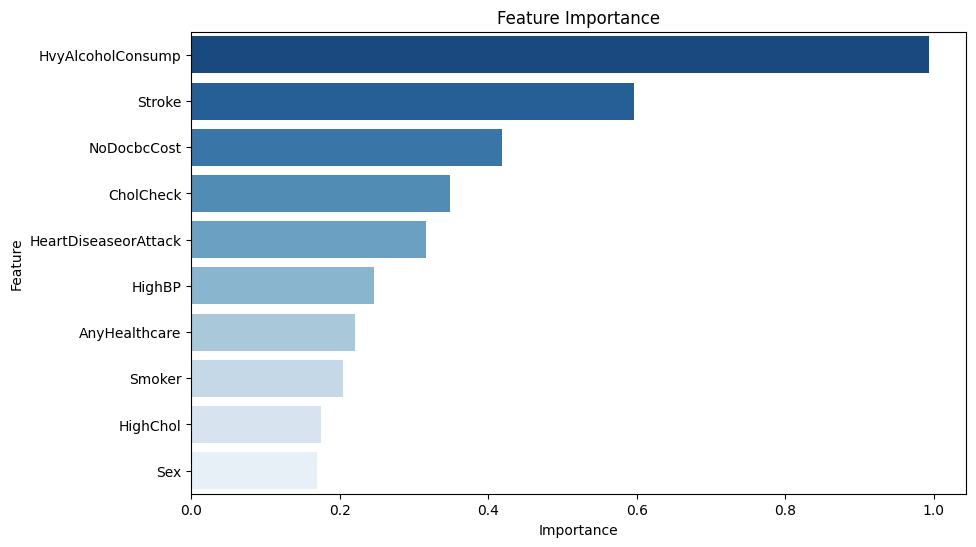 Feature Importance
HvyAlcoholConsump
Stroke
NoDocbcCost
CholCheck
HeartDiseaseorAttack
HighBP
AnyHealthcare
Smoker
HighChol
Sex
Feature
0.0 0.2 0.4 0.6 0.8 1.0
Importance